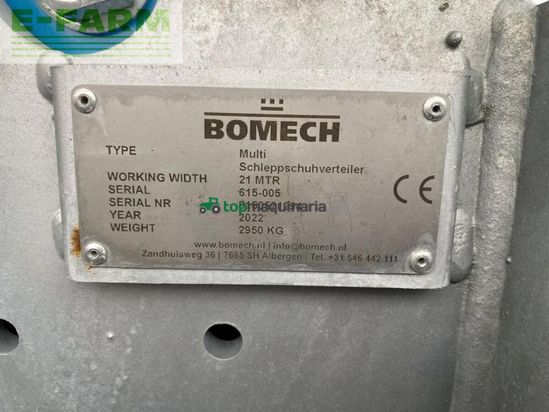 E-FARM
BOMECH
TYPE Multi
Schleppschuhverteiler
WORKING WIDTH 21 MTR
SERIAL 615-005
SERIAL NR
topmaquinaria
YEAR 2022
WEIGHT 2950 KG
CE
www.bomech.nl | info@bomech.nl
Zandhuisweg 36 | 7665 SH Albergen | Tel. +31 546 442 111